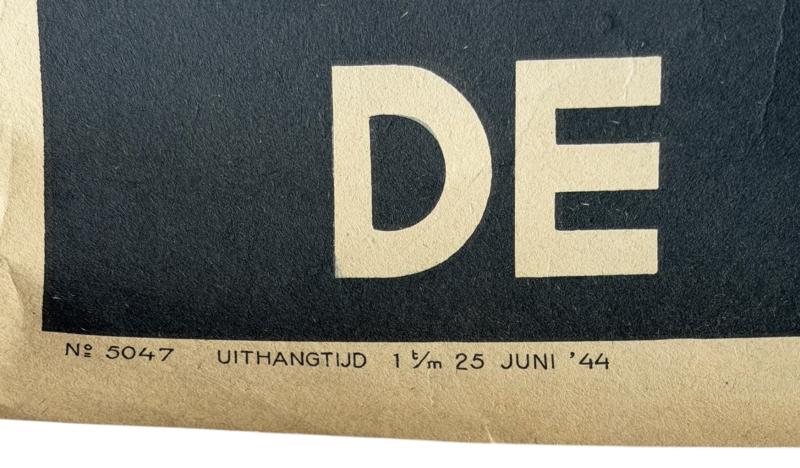 DE
Nº 5047 UITHANGTIJD 1 t/m 25 JUNI '44